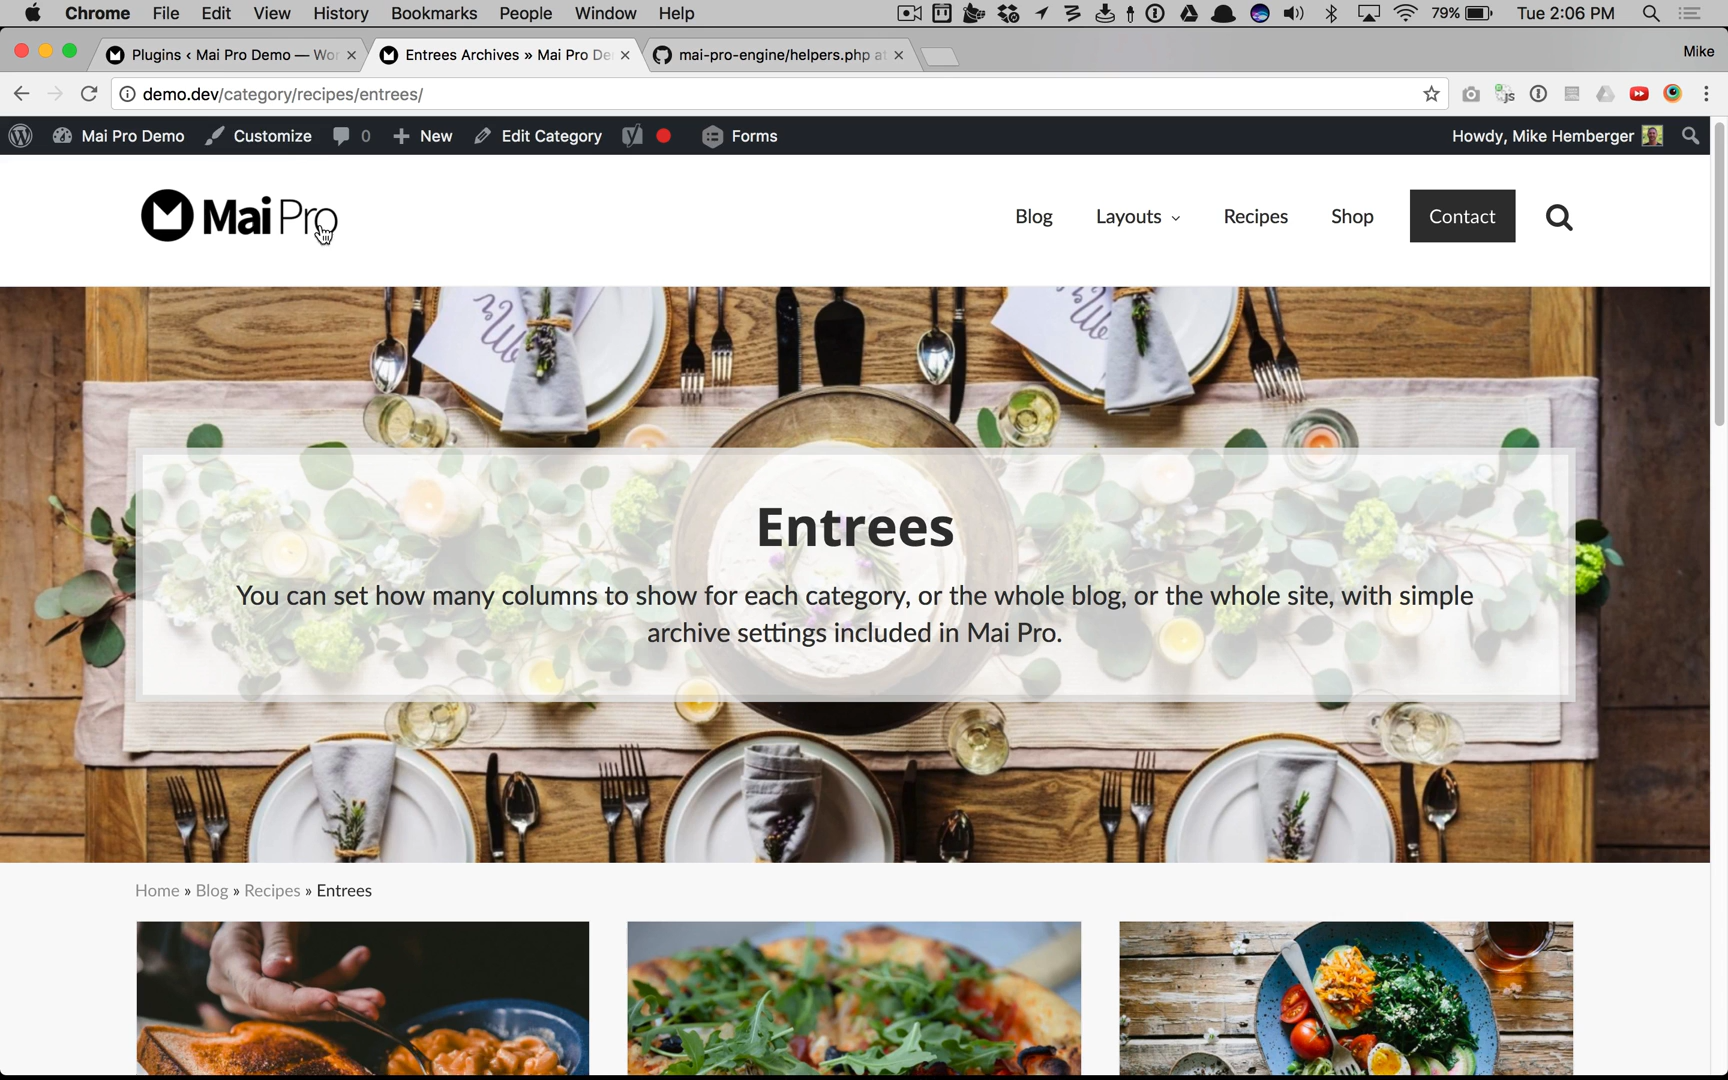 Chrome File Edit View History Bookmarks People Window Help 79% Tue 2:06 PM
Plugins ‹ Mai Pro Demo — Wor
Entrees Archives » Mai Pro De
mai-pro-engine/helpers.php at
Mike
demo.dev/category/recipes/entrees/
Mai Pro Demo Customize 0 New Edit Category Forms Howdy, Mike Hemberger
Mai Pro
Blog Layouts Recipes Shop Contact
Entrees
You can set how many columns to show for each category, or the whole blog, or the whole site, with simple
archive settings included in Mai Pro.
Home » Blog » Recipes » Entrees